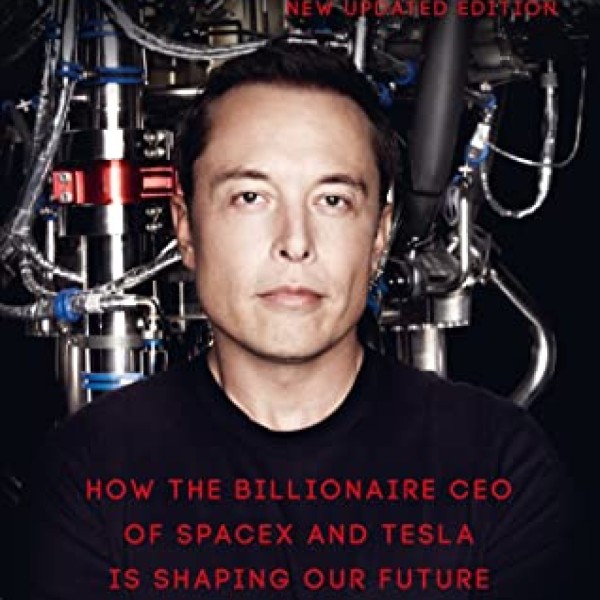 NEW UPDATED EDITION
HOW THE BILLIONAIRE CEO
OF SPACEX AND TESLA
IS SHAPING OUR FUTURE